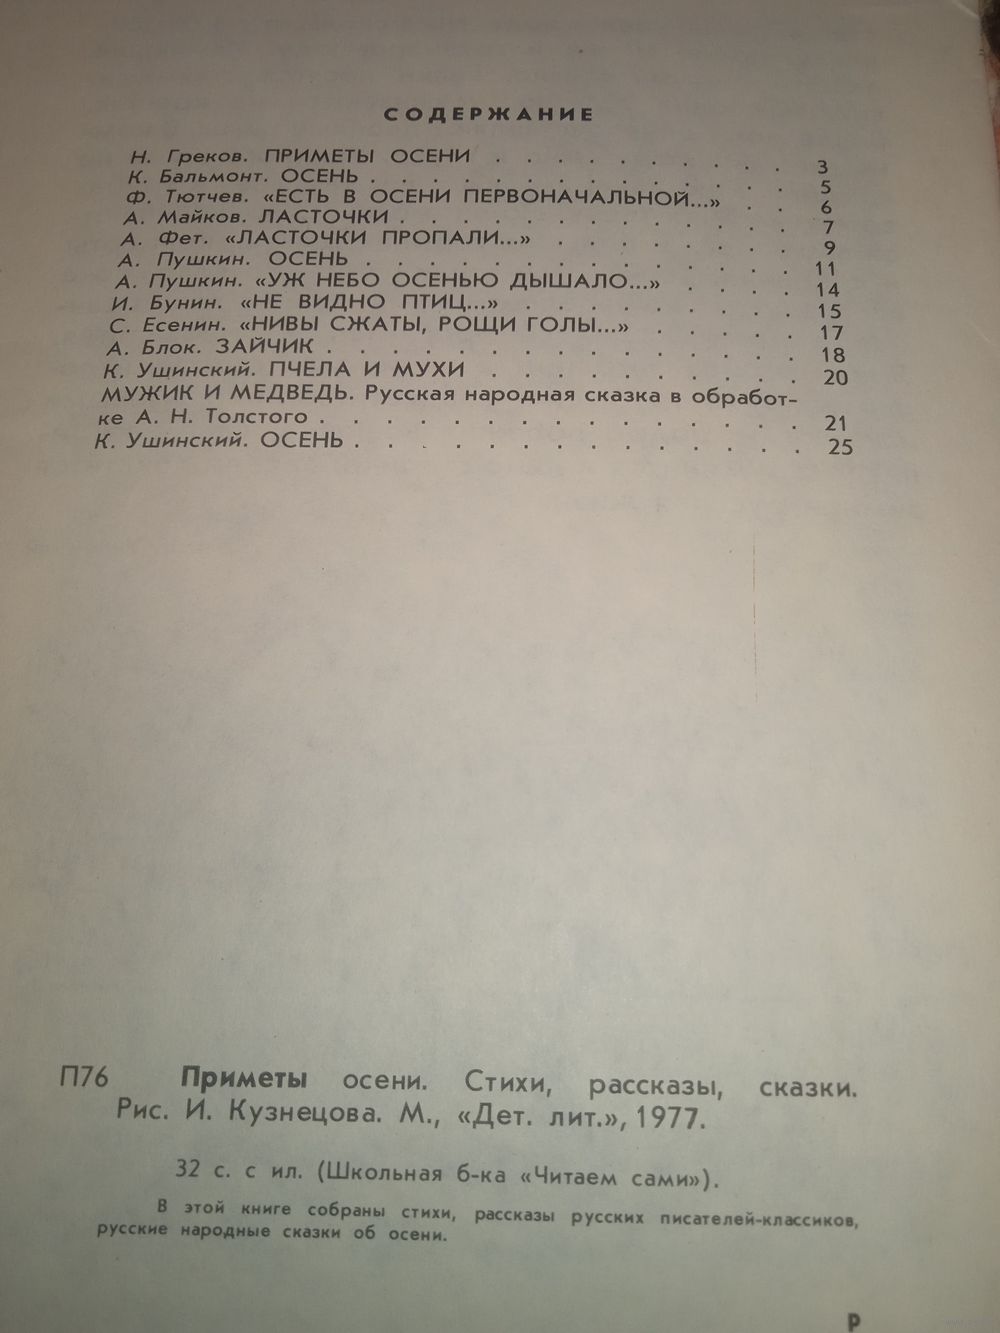 СОДЕРЖАНИЕ
Н. Греков. ПРИМЕТЫ ОСЕНИ . . . . . . . . . 3
К. Бальмонт. ОСЕНЬ . . . . . . . . . . . . 5
Ф. Тютчев. «ЕСТЬ В ОСЕНИ ПЕРВОНАЧАЛЬНОЙ...» . . 6
А. Майков. ЛАСТОЧКИ . . . . . . . . . . . 7
А. Фет. «ЛАСТОЧКИ ПРОПАЛИ...» . . . . . . . 9
А. Пушкин. ОСЕНЬ . . . . . . . . . . . . . 11
А. Пушкин. «УЖ НЕБО ОСЕНЬЮ ДЫШАЛО...» . . . . 14
И. Бунин. «НЕ ВИДНО ПТИЦ...» . . . . . . . . 15
С. Есенин. «НИВЫ СЖАТЫ, РОЩИ ГОЛЫ...» . . . . 17
А. Блок. ЗАЙЧИК . . . . . . . . . . . . . . 18
К. Ушинский. ПЧЕЛА И МУХИ . . . . . . . . . 20
МУЖИК И МЕДВЕДЬ. Русская народная сказка в обработ-
ке А. Н. Толстого . . . . . . . . . . . . . . 21
К. Ушинский. ОСЕНЬ . . . . . . . . . . . . . 25
П76 Приметы осени. Стихи, рассказы, сказки.
Рис. И. Кузнецова. М., «Дет. лит.», 1977.
32 с. с ил. (Школьная б-ка «Читаем сами»).
В этой книге собраны стихи, рассказы русских писателей-классиков,
русские народные сказки об осени.
Р